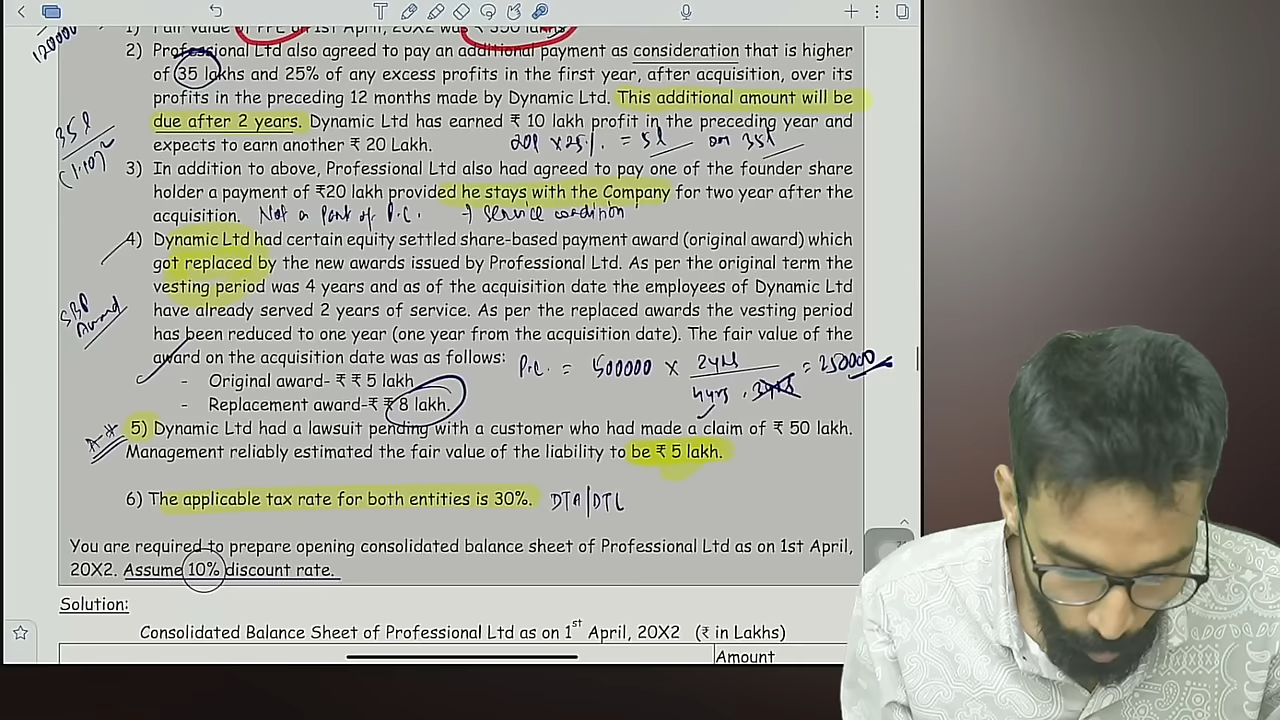 120000
1) Fair value of PPE on 1st April, 20X2 was ₹ 350 lakhs
2) Professional Ltd also agreed to pay an additional payment as consideration that is higher
of 35 lakhs and 25% of any excess profits in the first year, after acquisition, over its
profits in the preceding 12 months made by Dynamic Ltd. This additional amount will be
due after 2 years. Dynamic Ltd has earned ₹ 10 lakh profit in the preceding year and
expects to earn another ₹ 20 Lakh.
20l x 25% = 5l or 35l
35l
(1.10)²
3) In addition to above, Professional Ltd also had agreed to pay one of the founder share
holder a payment of ₹20 lakh provided he stays with the Company for two year after the
acquisition. Not a part of P.C. → service condition
4) Dynamic Ltd had certain equity settled share-based payment award (original award) which
got replaced by the new awards issued by Professional Ltd. As per the original term the
vesting period was 4 years and as of the acquisition date the employees of Dynamic Ltd
have already served 2 years of service. As per the replaced awards the vesting period
has been reduced to one year (one year from the acquisition date). The fair value of the
award on the acquisition date was as follows:
SBP
Award
P.C. = 500000 x 2yrs = 250000
4yrs
- Original award- ₹ ₹ 5 lakh
- Replacement award-₹ ₹ 8 lakh.
5) Dynamic Ltd had a lawsuit pending with a customer who had made a claim of ₹ 50 lakh.
Management reliably estimated the fair value of the liability to be ₹ 5 lakh.
6) The applicable tax rate for both entities is 30%. DTA/DTL
You are required to prepare opening consolidated balance sheet of Professional Ltd as on 1st April,
20X2. Assume 10% discount rate.
Solution:
Consolidated Balance Sheet of Professional Ltd as on 1st April, 20X2 (₹ in Lakhs)
Amount